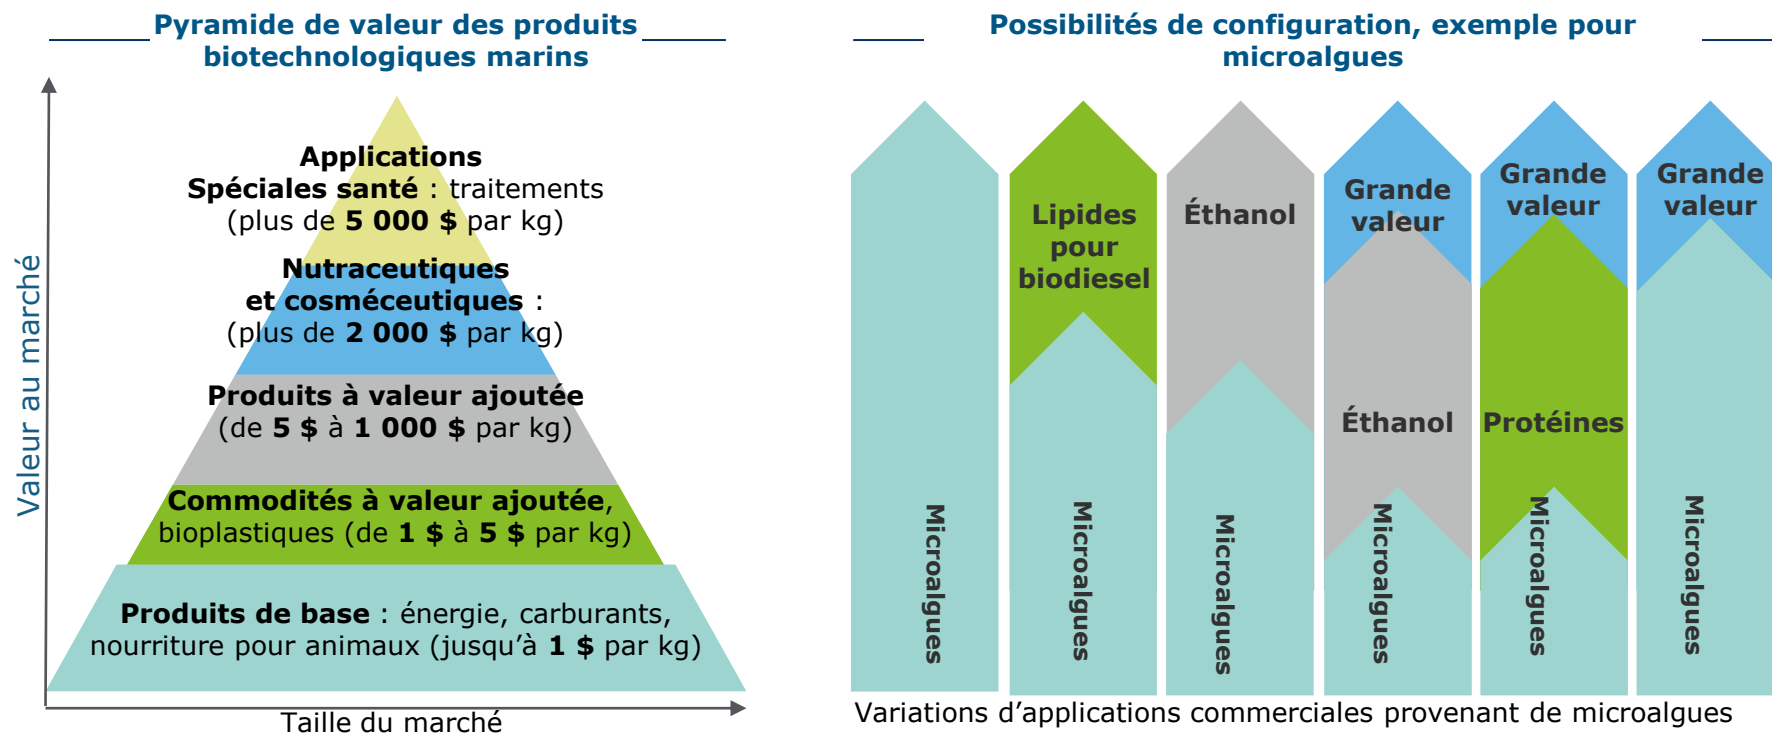 Pyramide de valeur des produits
biotechnologiques marins
Valeur au marché
Applications
Spéciales santé : traitements
(plus de 5 000 $ par kg)
Nutraceutiques
et cosméceutiques :
(plus de 2 000 $ par kg)
Produits à valeur ajoutée
(de 5 $ à 1 000 $ par kg)
Commodités à valeur ajoutée,
bioplastiques (de 1 $ à 5 $ par kg)
Produits de base : énergie, carburants,
nourriture pour animaux (jusqu’à 1 $ par kg)
Taille du marché
Possibilités de configuration, exemple pour
microalgues
Microalgues
Lipides
pour
biodiesel
Microalgues
Éthanol
Microalgues
Grande
valeur
Éthanol
Microalgues
Grande
valeur
Protéines
Microalgues
Grande
valeur
Microalgues
Variations d’applications commerciales provenant de microalgues